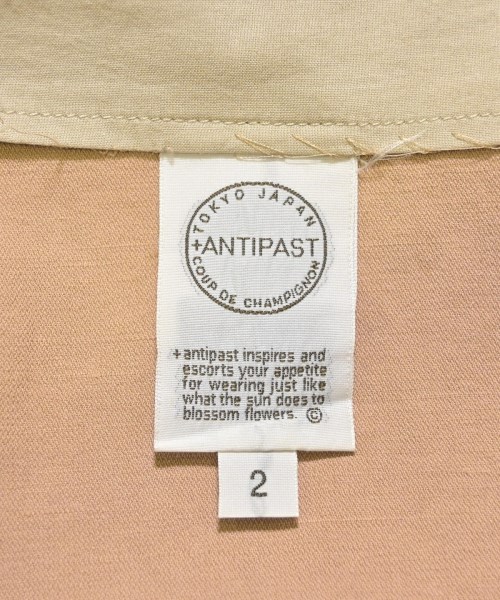 TOKYO JAPAN
+ANTIPAST
COUP DE CHAMPIGNON
+antipast inspires and
escorts your appetite
for wearing just like
what the sun does to
blossom flowers. ©
2